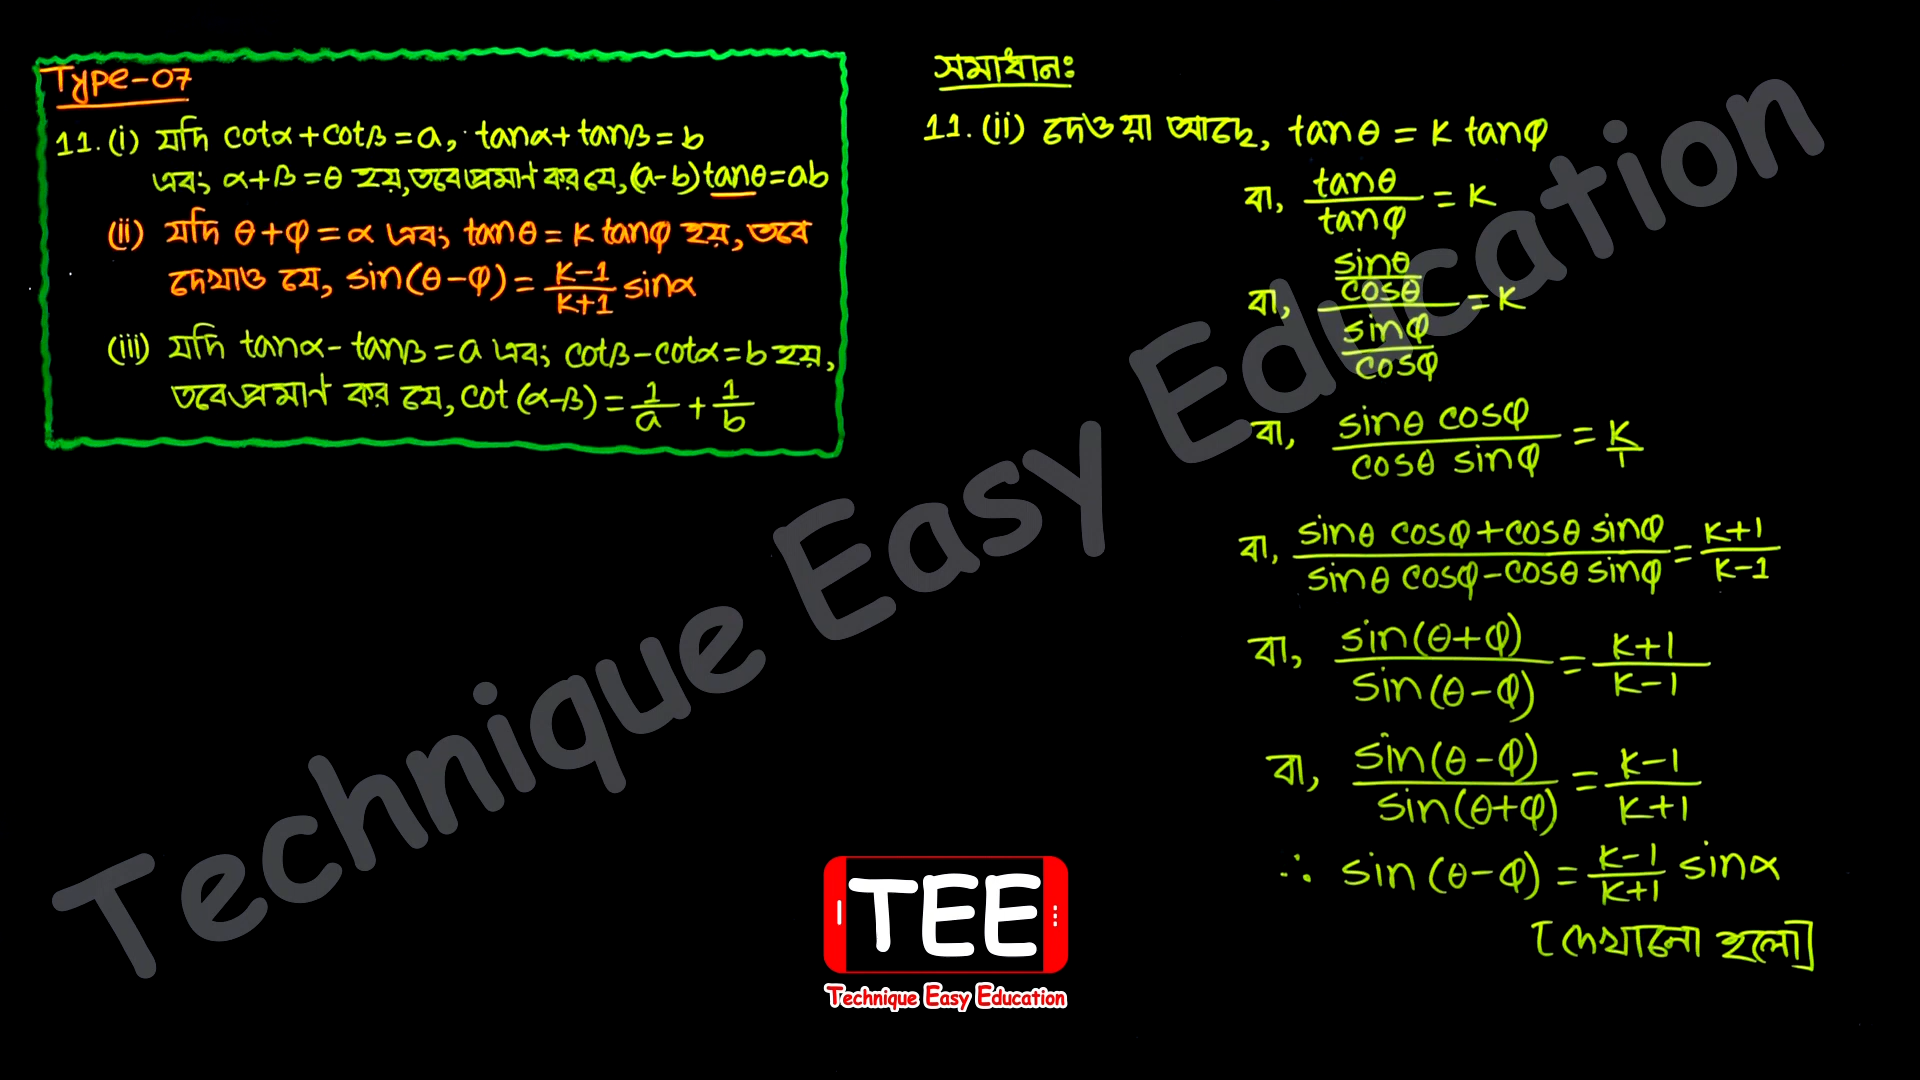 Type-07
11. (i) যদি cotα+cotβ=a, tanα+tanβ=b
এবং α+β=θ হয়, তবে প্রমাণ কর যে, (a-b)tanθ=ab
(ii) যদি θ+φ=α এবং tanθ=K tanφ হয়, তবে
দেখাও যে, sin(θ-φ)= (K-1)/(K+1) sinα
(iii) যদি tanα-tanβ=a এবং cotβ-cotα=b হয়,
তবে প্রমাণ কর যে, cot(α-β)= 1/a + 1/b
সমাধানঃ
11. (ii) দেওয়া আছে, tanθ = K tanφ
বা, tanθ/tanφ = K
বা, (sinθ/cosθ)/(sinφ/cosφ) = K
বা, (sinθ cosφ)/(cosθ sinφ) = K/1
বা, (sinθ cosφ+cosθ sinφ)/(sinθ cosφ-cosθ sinφ) = (K+1)/(K-1)
বা, sin(θ+φ)/sin(θ-φ) = (K+1)/(K-1)
বা, sin(θ-φ)/sin(θ+φ) = (K-1)/(K+1)
∴ sin(θ-φ) = (K-1)/(K+1) sinα
[দেখানো হলো]
Technique Easy Education
TEE
Technique Easy Education